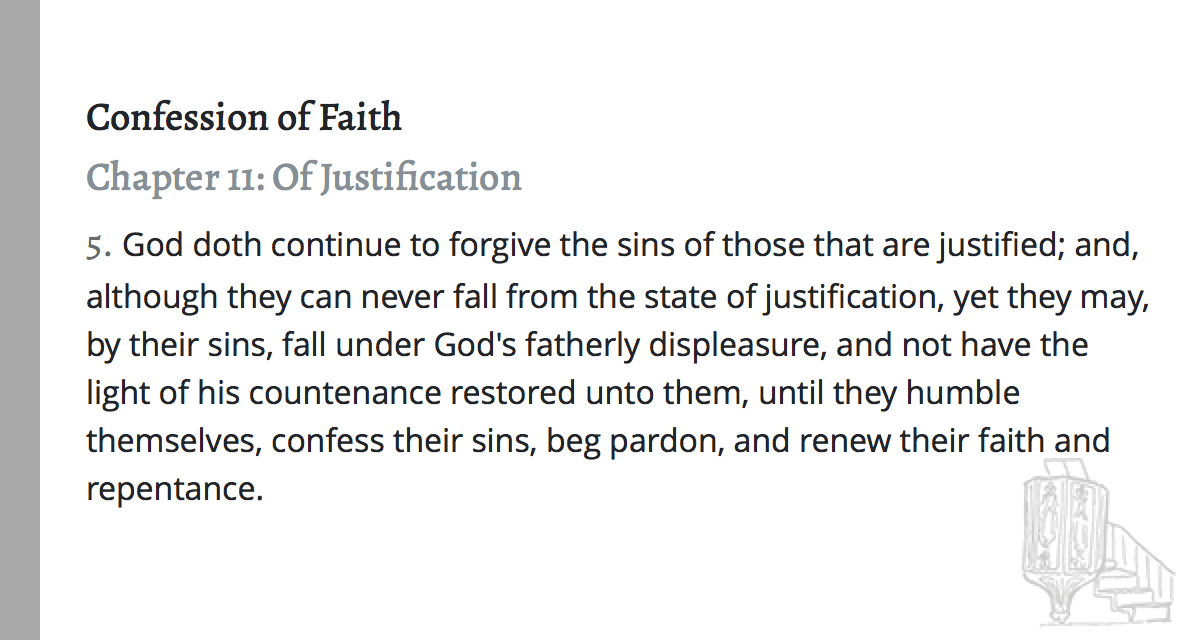 Confession of Faith
Chapter 11: Of Justification
5. God doth continue to forgive the sins of those that are justified; and,
although they can never fall from the state of justification, yet they may,
by their sins, fall under God's fatherly displeasure, and not have the
light of his countenance restored unto them, until they humble
themselves, confess their sins, beg pardon, and renew their faith and
repentance.